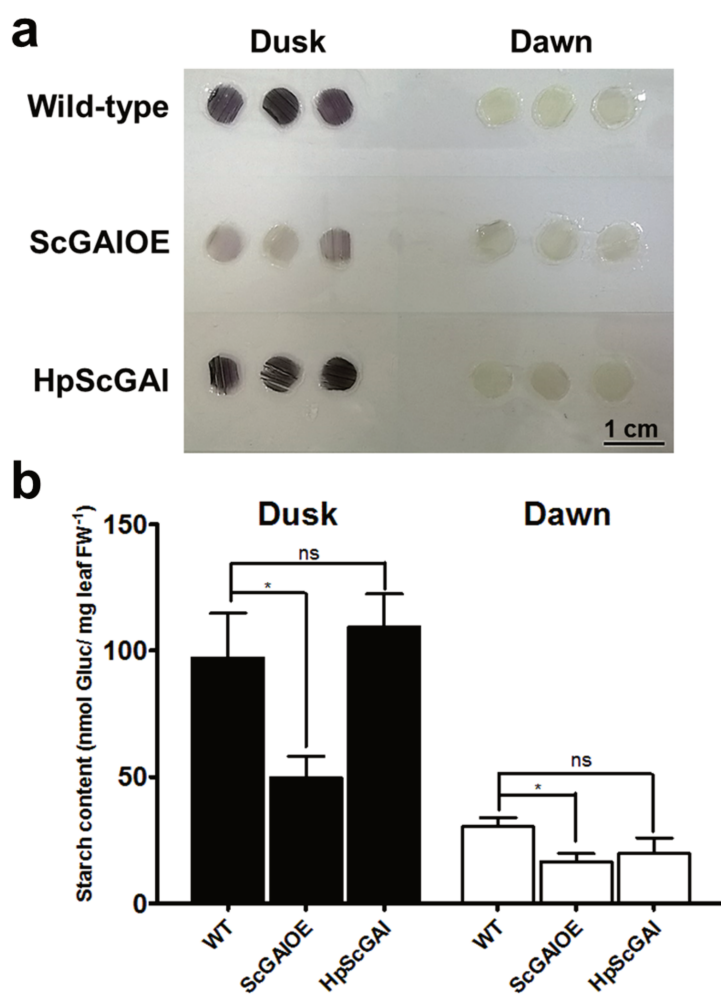 a
Dusk Dawn
Wild-type
ScGAIOE
HpScGAI
1 cm
b
Dusk Dawn
Starch content (nmol Gluc/ mg leaf FW⁻¹)
150
100
50
0
ns
*
ns
*
WT ScGAIOE HpScGAI WT ScGAIOE HpScGAI